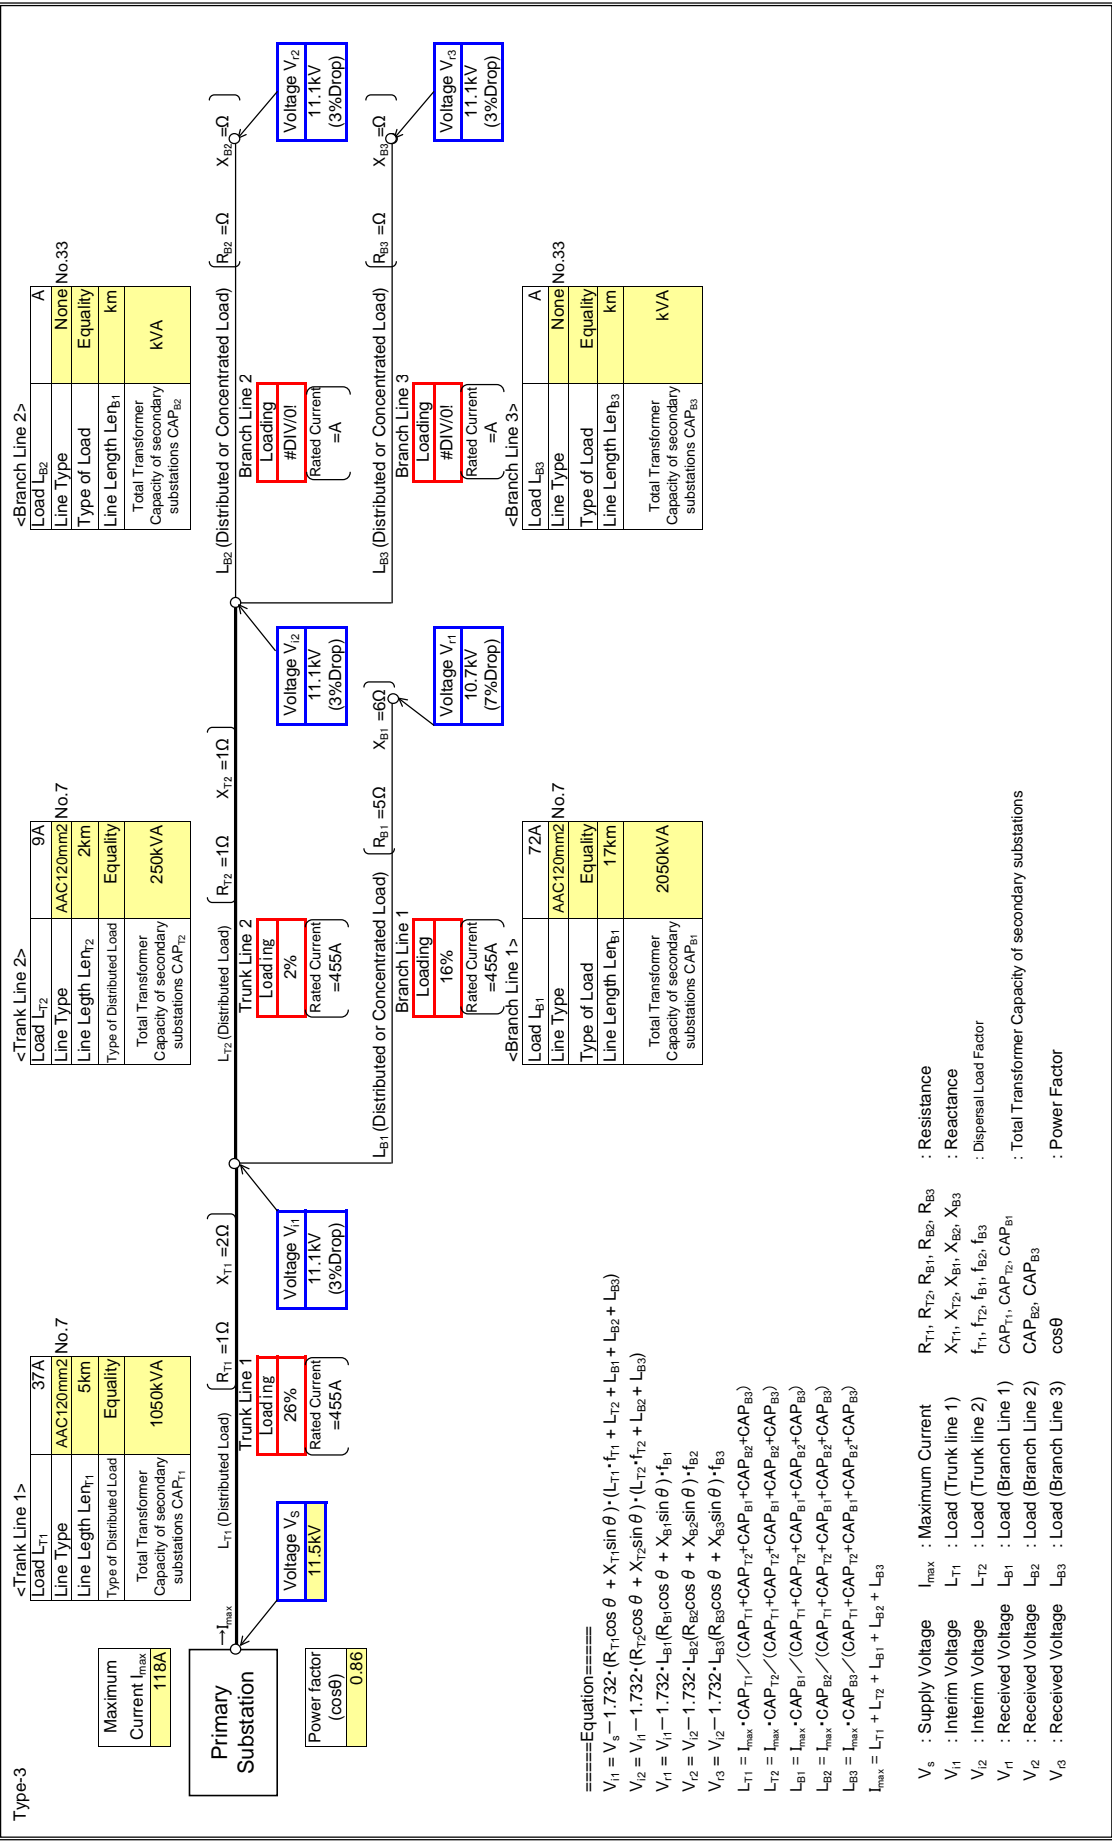 Type-3
Maximum
Current Imax
118A
Primary
Substation
Power factor
(cosθ)
0.86
→Imax
Voltage VS
11.5kV
<Trank Line 1>
Load LT1 37A
Line Type AAC120mm2 No.7
Line Legth LenT1 5km
Type of Distributed Load Equality
Total Transformer
Capacity of secondary
substations CAPT1
1050kVA
LT1 (Distributed Load) RT1 =1Ω XT1 =2Ω
Trunk Line 1
Loading
26%
Rated Current
=455A
Voltage Vi1
11.1kV
(3%Drop)
<Trank Line 2>
Load LT2 9A
Line Type AAC120mm2 No.7
Line Legth LenT2 2km
Type of Distributed Load Equality
Total Transformer
Capacity of secondary
substations CAPT2
250kVA
LT2 (Distributed Load) RT2 =1Ω XT2 =1Ω
Trunk Line 2
Loading
2%
Rated Current
=455A
Voltage Vi2
11.1kV
(3%Drop)
LB1 (Distributed or Concentrated Load) RB1 =5Ω XB1 =6Ω
Branch Line 1
Loading
16%
Rated Current
=455A
Voltage Vr1
10.7kV
(7%Drop)
<Branch Line 1>
Load LB1 72A
Line Type AAC120mm2 No.7
Type of Load Equality
Line Length LenB1 17km
Total Transformer
Capacity of secondary
substations CAPB1
2050kVA
<Branch Line 2>
Load LB2 A
Line Type None No.33
Type of Load Equality
Line Length LenB1 km
Total Transformer
Capacity of secondary
substations CAPB2
kVA
LB2 (Distributed or Concentrated Load) RB2 =Ω XB2 =Ω
Branch Line 2
Loading
#DIV/0!
Rated Current
=A
Voltage Vr2
11.1kV
(3%Drop)
LB3 (Distributed or Concentrated Load) RB3 =Ω XB3 =Ω
Branch Line 3
Loading
#DIV/0!
Rated Current
=A
Voltage Vr3
11.1kV
(3%Drop)
<Branch Line 3>
Load LB3 A
Line Type None No.33
Type of Load Equality
Line Length LenB3 km
Total Transformer
Capacity of secondary
substations CAPB3
kVA
=====Equation=====
Vi1 = Vs−1.732・(RT1cos θ + XT1sin θ)・(LT1・fT1 + LT2 + LB1 + LB2 + LB3)
Vi2 = Vi1−1.732・(RT2cos θ + XT2sin θ)・(LT2・fT2 + LB2 + LB3)
Vr1 = Vi1−1.732・LB1(RB1cos θ + XB1sin θ)・fB1
Vr2 = Vi2−1.732・LB2(RB2cos θ + XB2sin θ)・fB2
Vr3 = Vi2−1.732・LB3(RB3cos θ + XB3sin θ)・fB3
LT1 = Imax・CAPT1／(CAPT1+CAPT2+CAPB1+CAPB2+CAPB3)
LT2 = Imax・CAPT2／(CAPT1+CAPT2+CAPB1+CAPB2+CAPB3)
LB1 = Imax・CAPB1／(CAPT1+CAPT2+CAPB1+CAPB2+CAPB3)
LB2 = Imax・CAPB2／(CAPT1+CAPT2+CAPB1+CAPB2+CAPB3)
LB3 = Imax・CAPB3／(CAPT1+CAPT2+CAPB1+CAPB2+CAPB3)
Imax = LT1 + LT2 + LB1 + LB2 + LB3
Vs : Supply Voltage Imax : Maximum Current RT1, RT2, RB1, RB2, RB3 : Resistance
Vi1 : Interim Voltage LT1 : Load (Trunk line 1) XT1, XT2, XB1, XB2, XB3 : Reactance
Vi2 : Interim Voltage LT2 : Load (Trunk line 2) fT1, fT2, fB1, fB2, fB3 : Dispersal Load Factor
Vr1 : Received Voltage LB1 : Load (Branch Line 1) CAPT1, CAPT2, CAPB1
Vr2 : Received Voltage LB2 : Load (Branch Line 2) CAPB2, CAPB3 : Total Transformer Capacity of secondary substations
Vr3 : Received Voltage LB3 : Load (Branch Line 3) cosθ : Power Factor